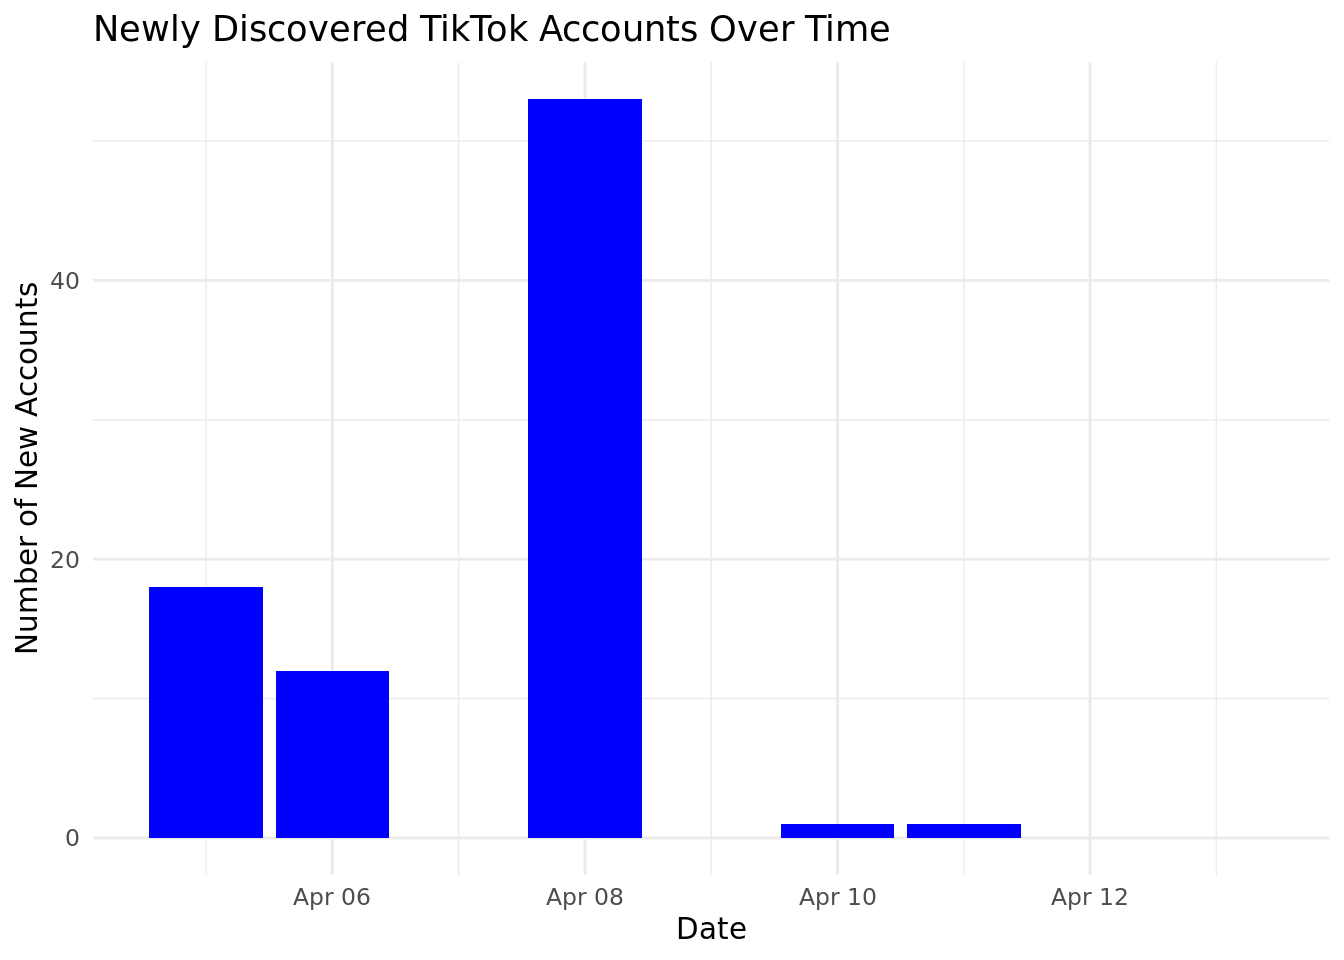 Newly Discovered TikTok Accounts Over Time
Number of New Accounts
40
20
0
Apr 06
Apr 08
Apr 10
Apr 12
Date